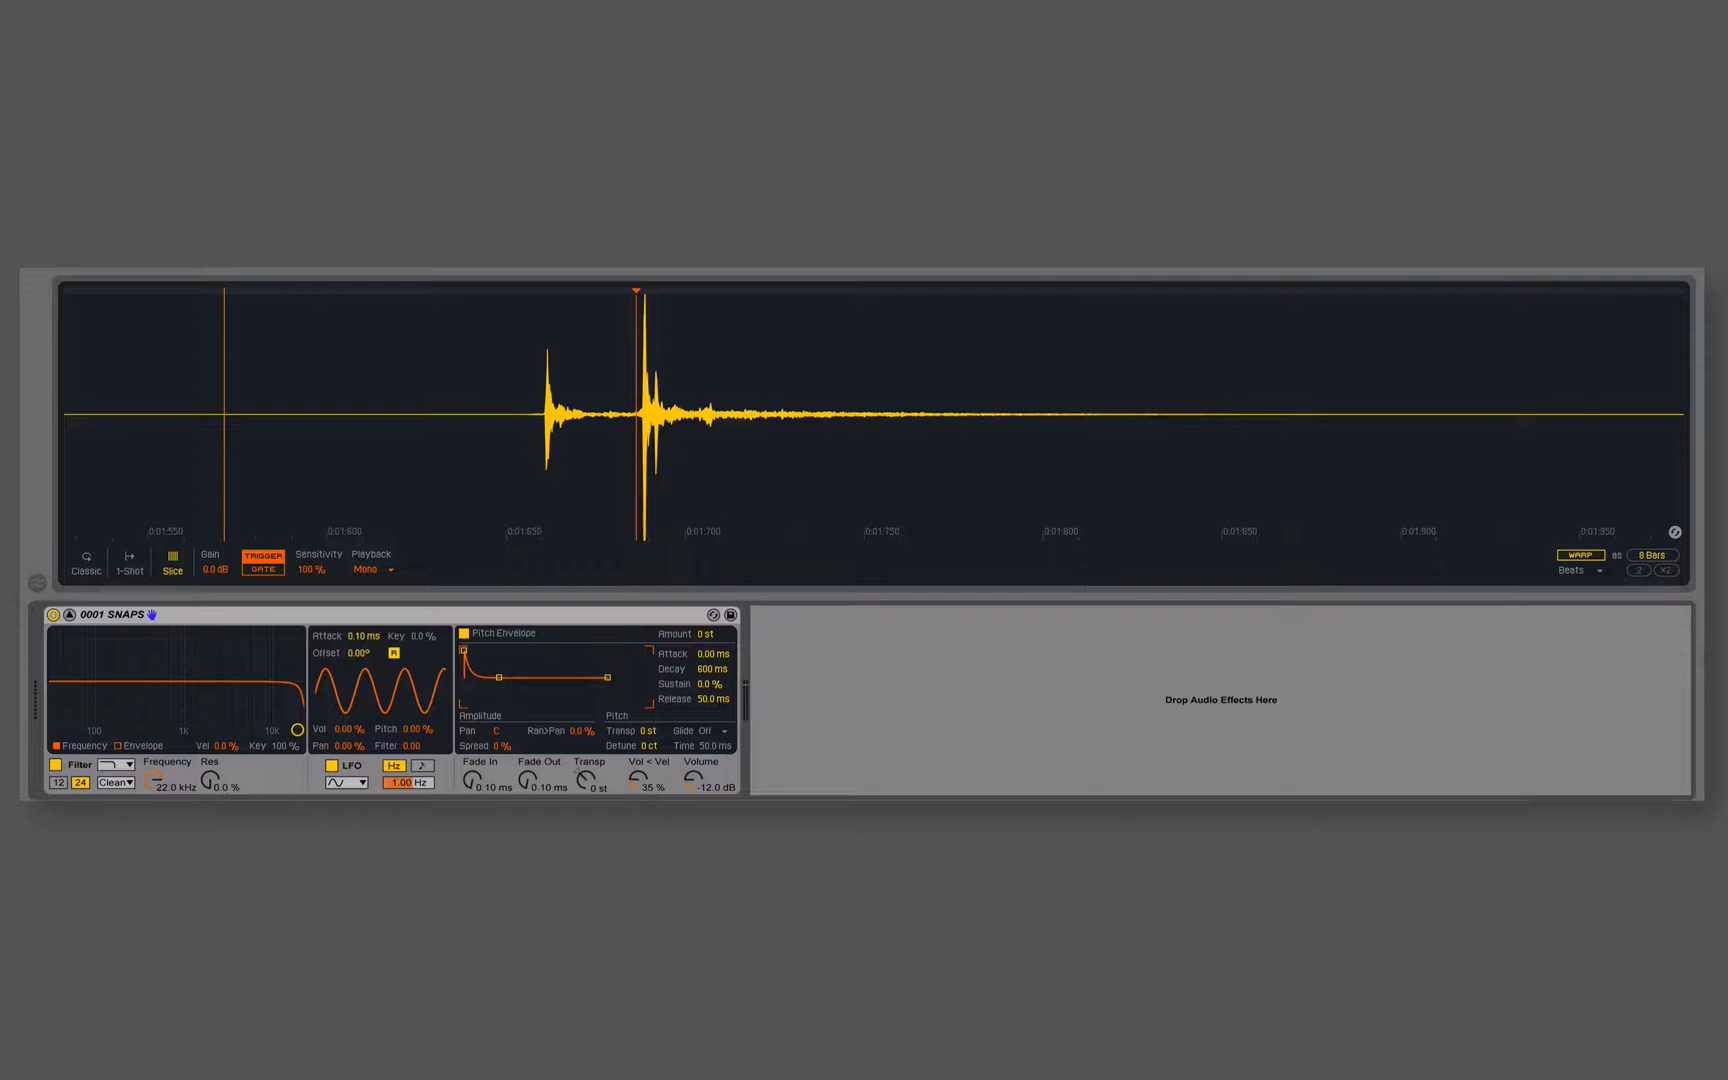 0:01:550 0:01:600 0:01:650 0:01:700 0:01:750 0:01:800 0:01:850 0:01:900 0:01:950
Classic 1-Shot Slice
Gain
0.0 dB
TRIGGER
GATE
Sensitivity
100 %
Playback
Mono
WARP as 8 Bars
Beats :2 ×2
0001 SNAPS
100 1K 10K
Frequency Envelope Vel 0.0 % Key 100 %
Filter Frequency Res
12 24 Clean 22.0 kHz 0.0 %
Attack 0.10 ms Key 0.0 %
Offset 0.00° R
Vol 0.00 % Pitch 0.00 %
Pan 0.00 % Filter 0.00
LFO Hz
1.00 Hz
Pitch Envelope Amount 0 st
Attack 0.00 ms
Decay 600 ms
Sustain 0.0 %
Release 50.0 ms
Amplitude Pitch
Pan C Ran>Pan 0.0 % Transp 0 st Glide Off
Spread 0 % Detune 0 ct Time 50.0 ms
Fade In Fade Out Transp Vol < Vel Volume
0.10 ms 0.10 ms 0 st 35 % -12.0 dB
Drop Audio Effects Here